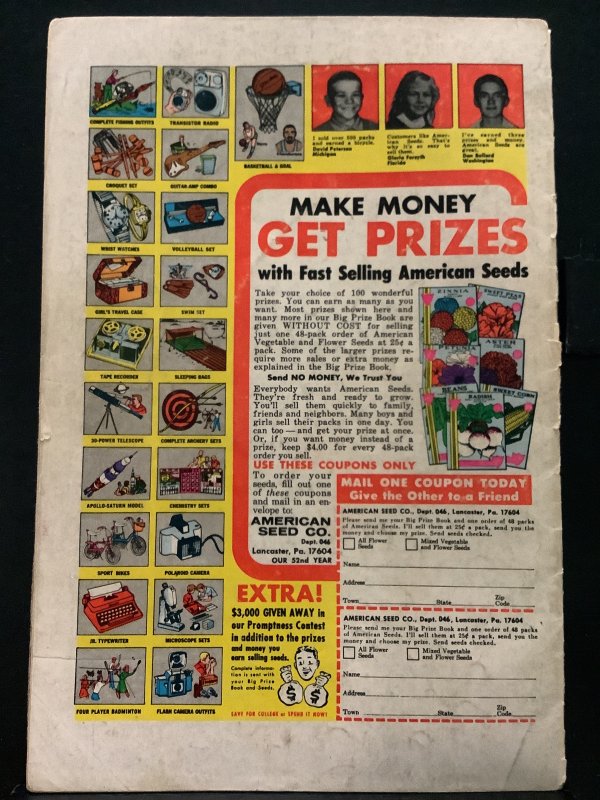 COMPLETE FISHING OUTFITS
TRANSISTOR RADIO
CROQUET SET
GUITAR-AMP COMBO
WRIST WATCHES
VOLLEYBALL SET
GIRL'S TRAVEL CASE
SWIM SET
TAPE RECORDER
SLEEPING BAGS
30-POWER TELESCOPE
COMPLETE ARCHERY SETS
APOLLO-SATURN MODEL
CHEMISTRY SETS
SPORT BIKES
POLAROID CAMERA
JR. TYPEWRITER
MICROSCOPE SETS
FOUR PLAYER BADMINTON
FLASH CAMERA OUTFITS
BASKETBALL & GOAL
I sold over 500 packs
and earned a bicycle.
David Peterson
Michigan
Customers like Amer-
ican Seeds. That's
why it's so easy to
sell them.
Gloria Forsyth
Florida
I've earned three
prizes and money.
American Seeds are
great.
Dan Bollard
Washington
MAKE MONEY
GET PRIZES
with Fast Selling American Seeds
Take your choice of 100 wonderful
prizes. You can earn as many as you
want. Most prizes shown here and
many more in our Big Prize Book are
given WITHOUT COST for selling
just one 48-pack order of American
Vegetable and Flower Seeds at 25¢ a
pack. Some of the larger prizes re-
quire more sales or extra money as
explained in the Big Prize Book.
Send NO MONEY, We Trust You
Everybody wants American Seeds.
They're fresh and ready to grow.
You'll sell them quickly to family,
friends and neighbors. Many boys and
girls sell their packs in one day. You
can too — and get your prize at once.
Or, if you want money instead of a
prize, keep $4.00 for every 48-pack
order you sell.
ZINNIA
SWEET PEAS
PETUNIA
ASTER
BEANS
RADISH
SWEET CORN
USE THESE COUPONS ONLY
To order your
seeds, fill out one
of these coupons
and mail in an en-
velope to:
AMERICAN
SEED CO.
Dept. 046
Lancaster, Pa. 17604
OUR 52nd YEAR
EXTRA!
$3,000 GIVEN AWAY in
our Promptness Contest
in addition to the prizes
and money you
earn selling seeds.
Complete informa-
tion is sent with
your Big Prize
Book and Seeds.
$ $
SAVE FOR COLLEGE or SPEND IT NOW!
MAIL ONE COUPON TODAY
Give the Other to a Friend
AMERICAN SEED CO., Dept. 046, Lancaster, Pa. 17604
Please send me your Big Prize Book and one order of 48 packs
of American Seeds. I'll sell them at 25¢ a pack, send you the
money and choose my prize. Send seeds checked.
All Flower Seeds
Mixed Vegetable and Flower Seeds
Name
Address
Town State Zip Code
AMERICAN SEED CO., Dept. 046, Lancaster, Pa. 17604
Please send me your Big Prize Book and one order of 48 packs
of American Seeds. I'll sell them at 25¢ a pack, send you the
money and choose my prize. Send seeds checked.
All Flower Seeds
Mixed Vegetable and Flower Seeds
Name
Address
Town State Zip Code